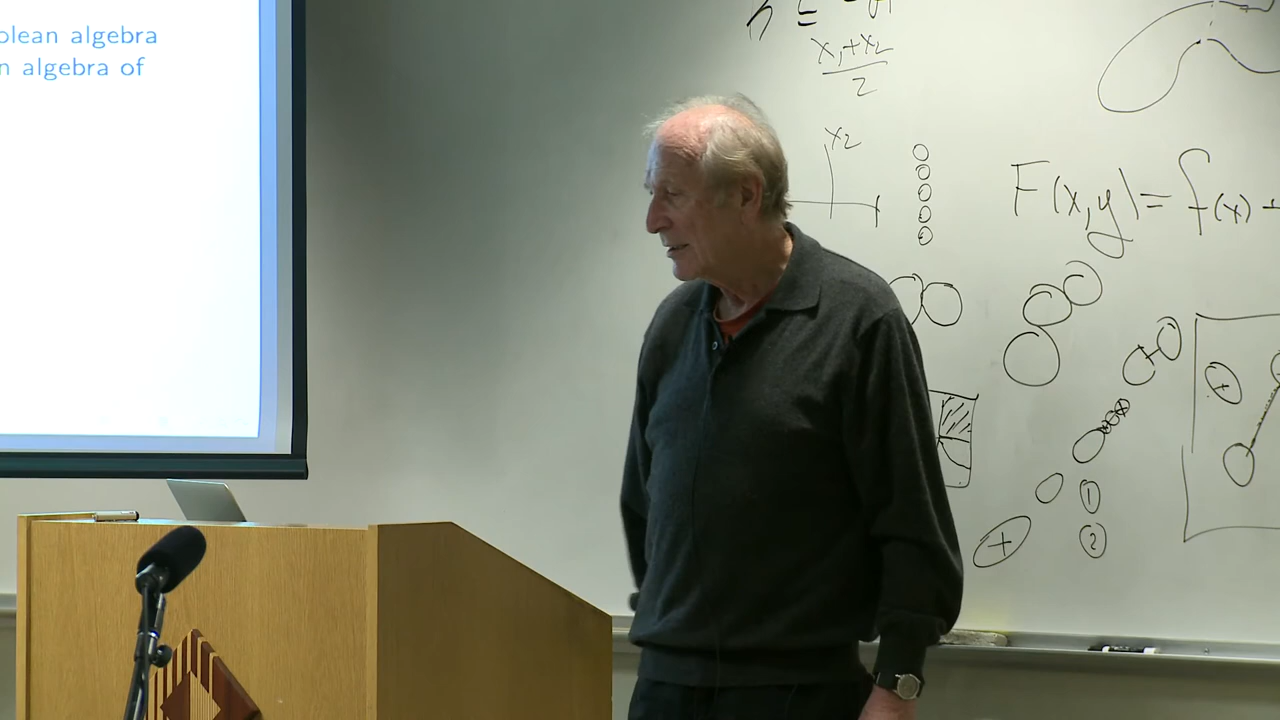 olean algebra
n algebra of
x₁+x₂
2
x₂
F(x,y)=f(x)+
+
+
1
2